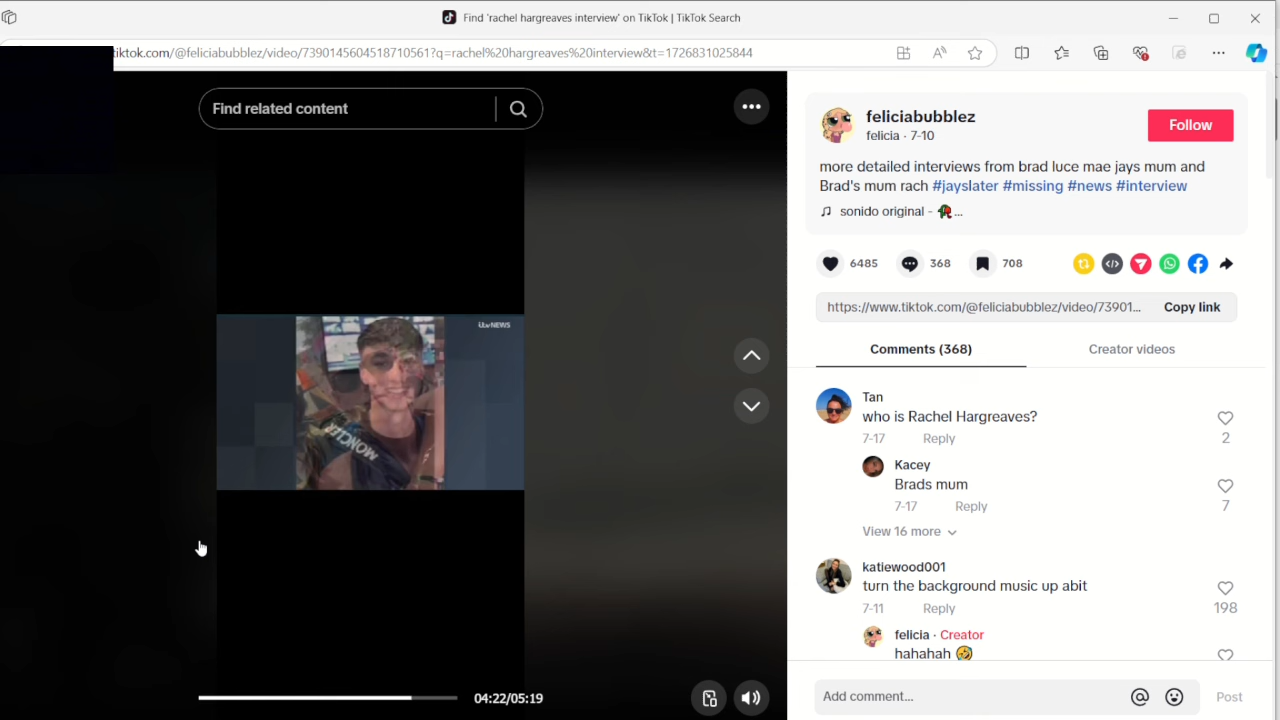 Find 'rachel hargreaves interview' on TikTok | TikTok Search
iktok.com/@feliciabubblez/video/7390145604518710561?q=rachel%20hargreaves%20interview&t=1726831025844
Find related content
itv NEWS
MONCLER
04:22/05:19
feliciabubblez
felicia · 7-10
Follow
more detailed interviews from brad luce mae jays mum and
Brad's mum rach #jayslater #missing #news #interview
sonido original - ...
6485
368
708
https://www.tiktok.com/@feliciabubblez/video/73901...
Copy link
Comments (368)
Creator videos
Tan
who is Rachel Hargreaves?
7-17
Reply
2
Kacey
Brads mum
7-17
Reply
7
View 16 more
katiewood001
turn the background music up abit
7-11
Reply
198
felicia · Creator
hahahah 🤣
Add comment...
Post